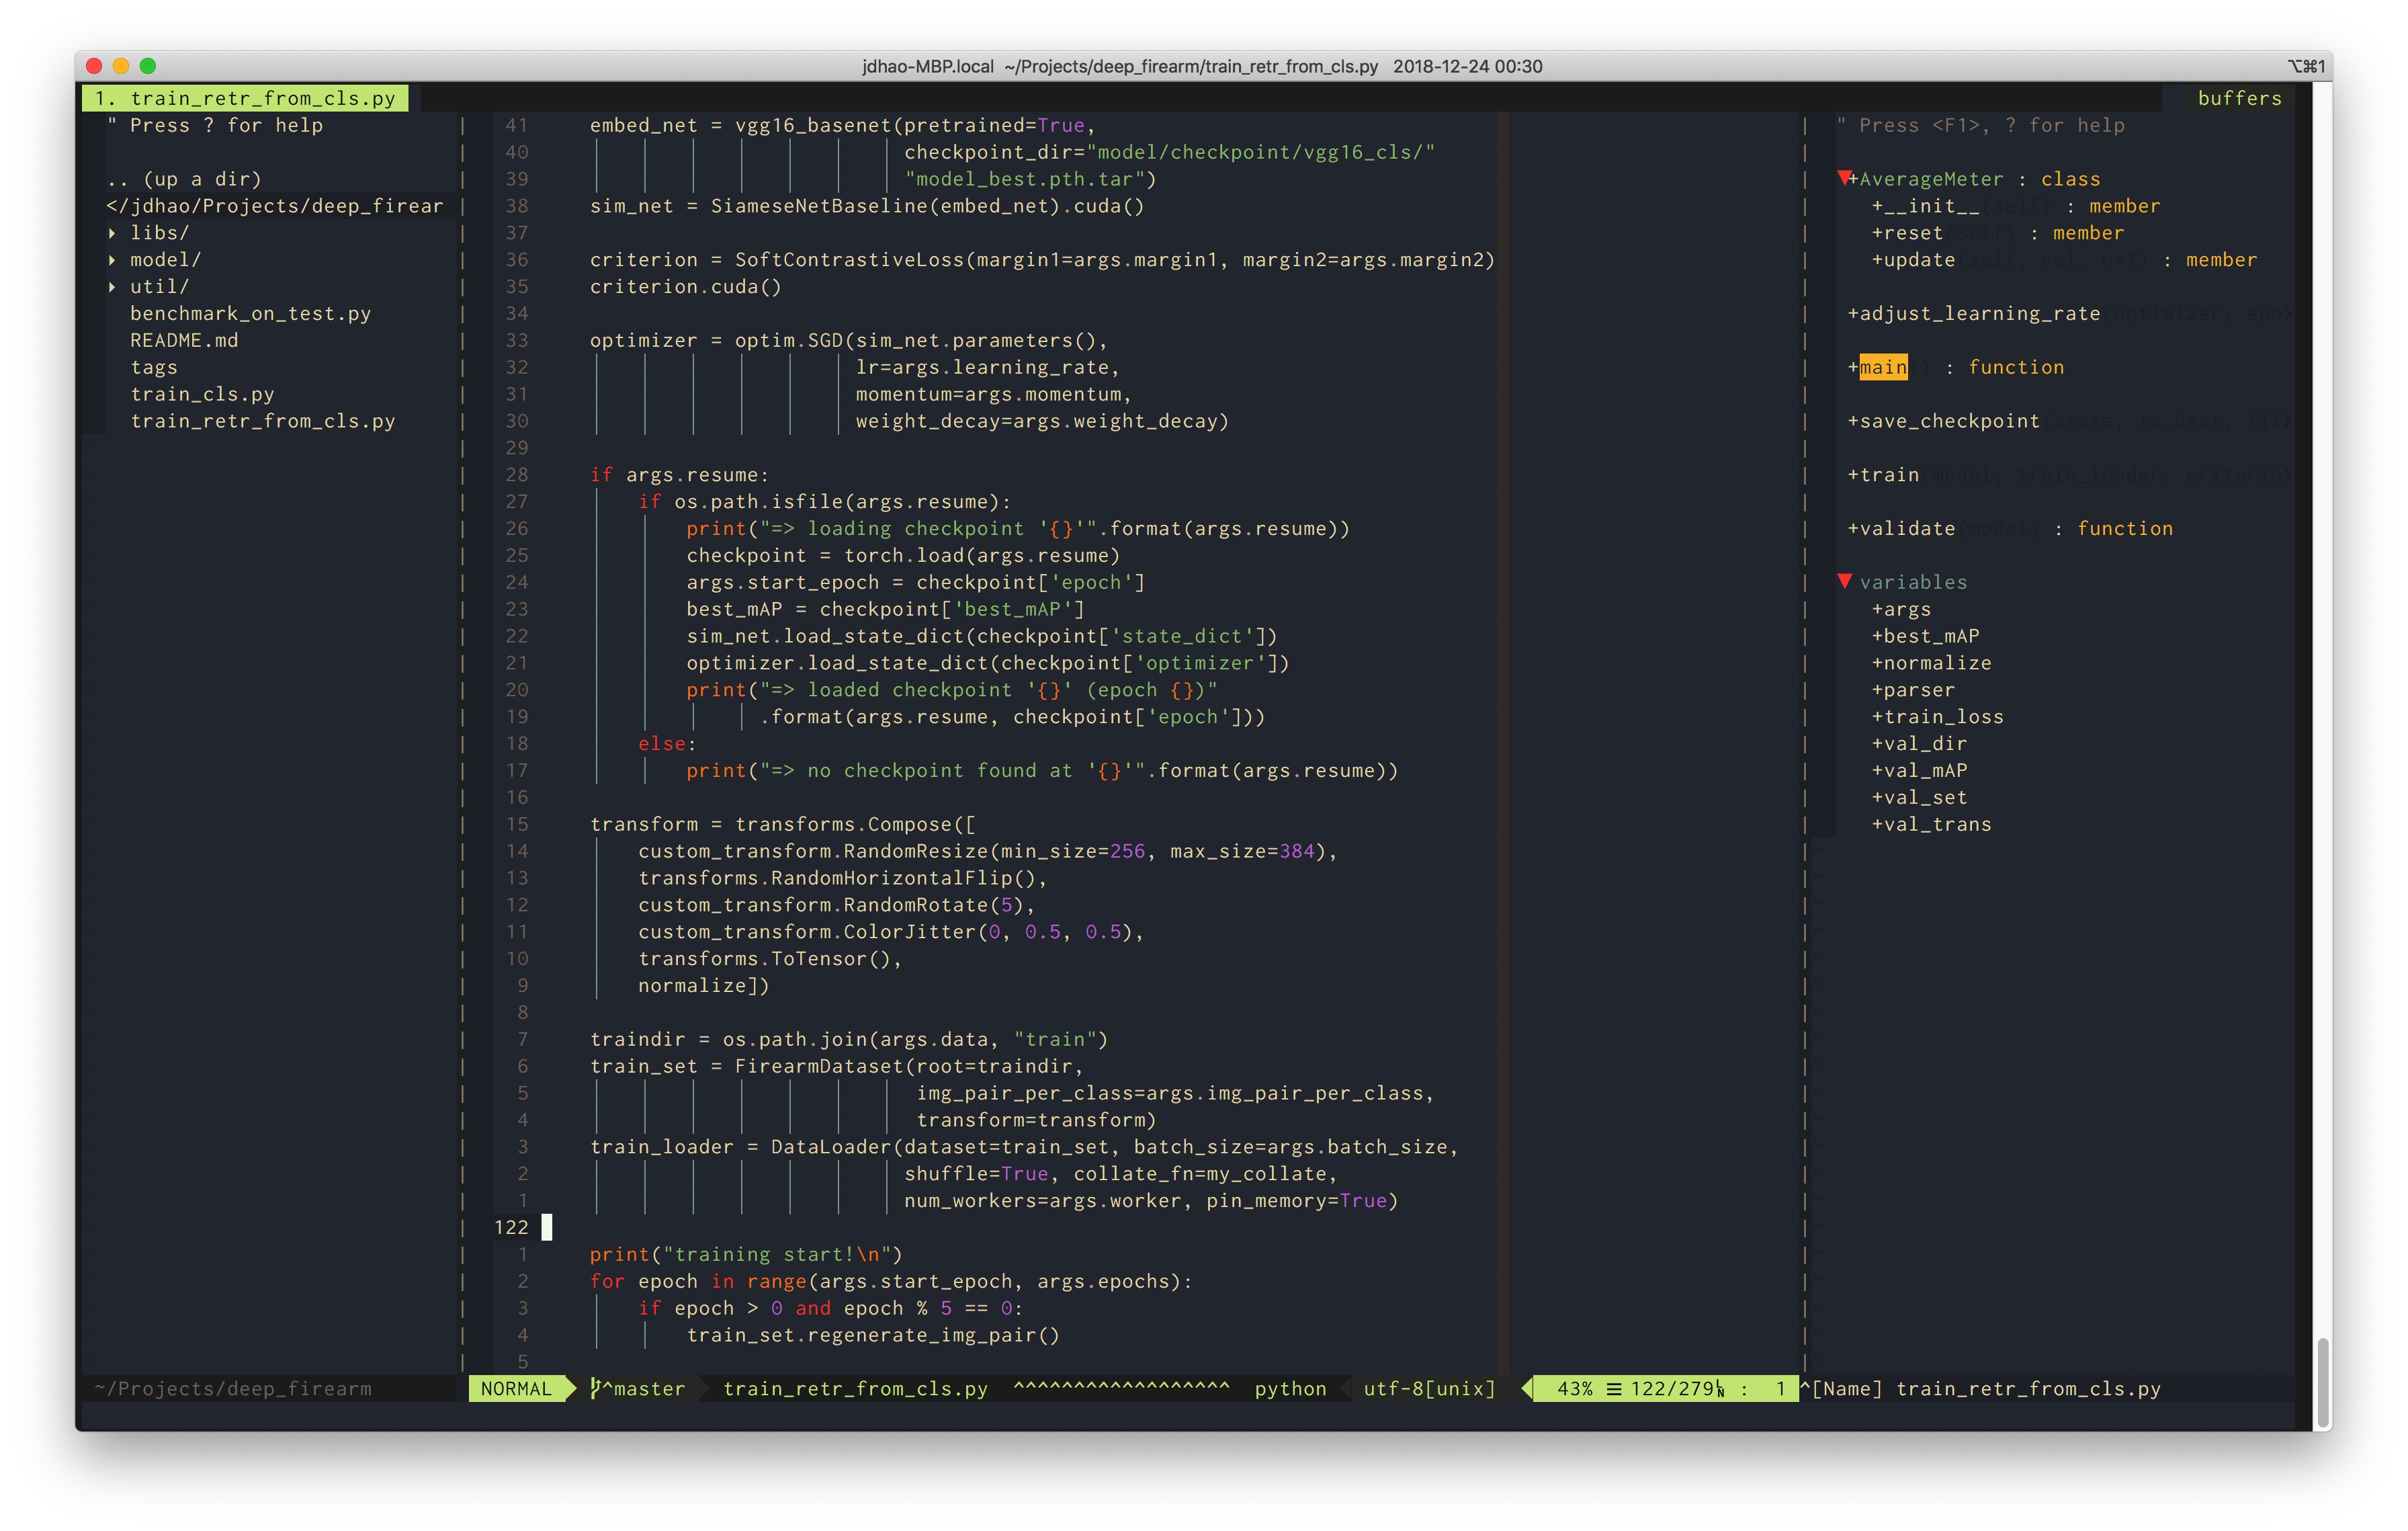 jdhao-MBP.local ~/Projects/deep_firearm/train_retr_from_cls.py 2018-12-24 00:30
⌥⌘1
1. train_retr_from_cls.py
buffers
" Press ? for help
.. (up a dir)
</jdhao/Projects/deep_firear
▸ libs/
▸ model/
▸ util/
benchmark_on_test.py
README.md
tags
train_cls.py
train_retr_from_cls.py
41 embed_net = vgg16_basenet(pretrained=True,
40 checkpoint_dir="model/checkpoint/vgg16_cls/"
39 "model_best.pth.tar")
38 sim_net = SiameseNetBaseline(embed_net).cuda()
37
36 criterion = SoftContrastiveLoss(margin1=args.margin1, margin2=args.margin2)
35 criterion.cuda()
34
33 optimizer = optim.SGD(sim_net.parameters(),
32 lr=args.learning_rate,
31 momentum=args.momentum,
30 weight_decay=args.weight_decay)
29
28 if args.resume:
27 if os.path.isfile(args.resume):
26 print("=> loading checkpoint '{}'".format(args.resume))
25 checkpoint = torch.load(args.resume)
24 args.start_epoch = checkpoint['epoch']
23 best_mAP = checkpoint['best_mAP']
22 sim_net.load_state_dict(checkpoint['state_dict'])
21 optimizer.load_state_dict(checkpoint['optimizer'])
20 print("=> loaded checkpoint '{}' (epoch {})"
19 .format(args.resume, checkpoint['epoch']))
18 else:
17 print("=> no checkpoint found at '{}'".format(args.resume))
16
15 transform = transforms.Compose([
14 custom_transform.RandomResize(min_size=256, max_size=384),
13 transforms.RandomHorizontalFlip(),
12 custom_transform.RandomRotate(5),
11 custom_transform.ColorJitter(0, 0.5, 0.5),
10 transforms.ToTensor(),
9 normalize])
8
7 traindir = os.path.join(args.data, "train")
6 train_set = FirearmDataset(root=traindir,
5 img_pair_per_class=args.img_pair_per_class,
4 transform=transform)
3 train_loader = DataLoader(dataset=train_set, batch_size=args.batch_size,
2 shuffle=True, collate_fn=my_collate,
1 num_workers=args.worker, pin_memory=True)
122
1 print("training start!\n")
2 for epoch in range(args.start_epoch, args.epochs):
3 if epoch > 0 and epoch % 5 == 0:
4 train_set.regenerate_img_pair()
5
" Press <F1>, ? for help
▼+AverageMeter : class
+__init__(self) : member
+reset(self) : member
+update(self, val, n=1) : member
+adjust_learning_rate(optimizer, epo>
+main() : function
+save_checkpoint(state, is_best, fil>
+train(model, train_loader, criterio>
+validate(model) : function
▼ variables
+args
+best_mAP
+normalize
+parser
+train_loss
+val_dir
+val_mAP
+val_set
+val_trans
~/Projects/deep_firearm
NORMAL ^master train_retr_from_cls.py ^^^^^^^^^^^^^^^^^^ python utf-8[unix] 43% ☰ 122/279 : 1
^[Name] train_retr_from_cls.py